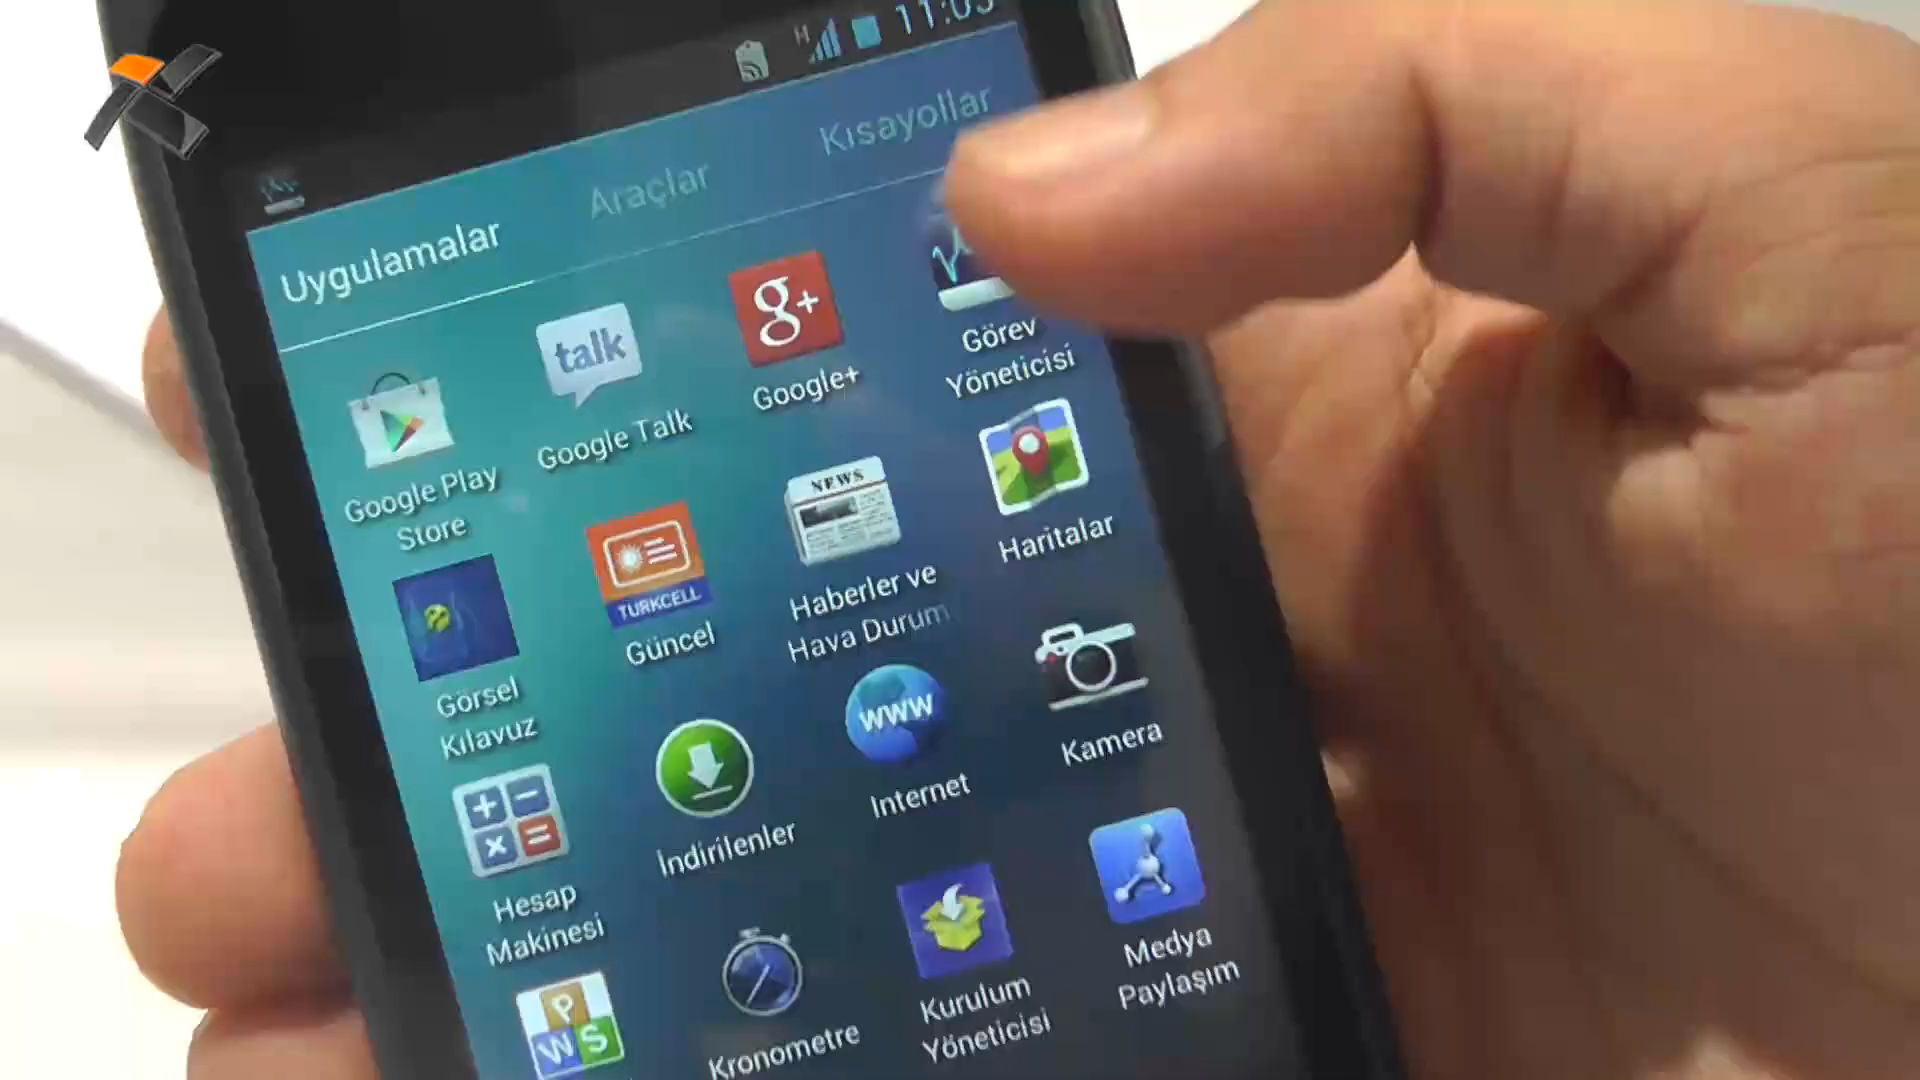 H 11:05
Uygulamalar Araçlar Kısayollar
talk
g+
Google Play
Store
Google Talk
Google+
Görev
Yöneticisi
NEWS
TURKCELL
Görsel
Kılavuz
Güncel
Haberler ve
Hava Durum
Haritalar
www
Hesap
Makinesi
İndirilenler
Internet
Kamera
P
W S
Kronometre
Kurulum
Yöneticisi
Medya
Paylaşım